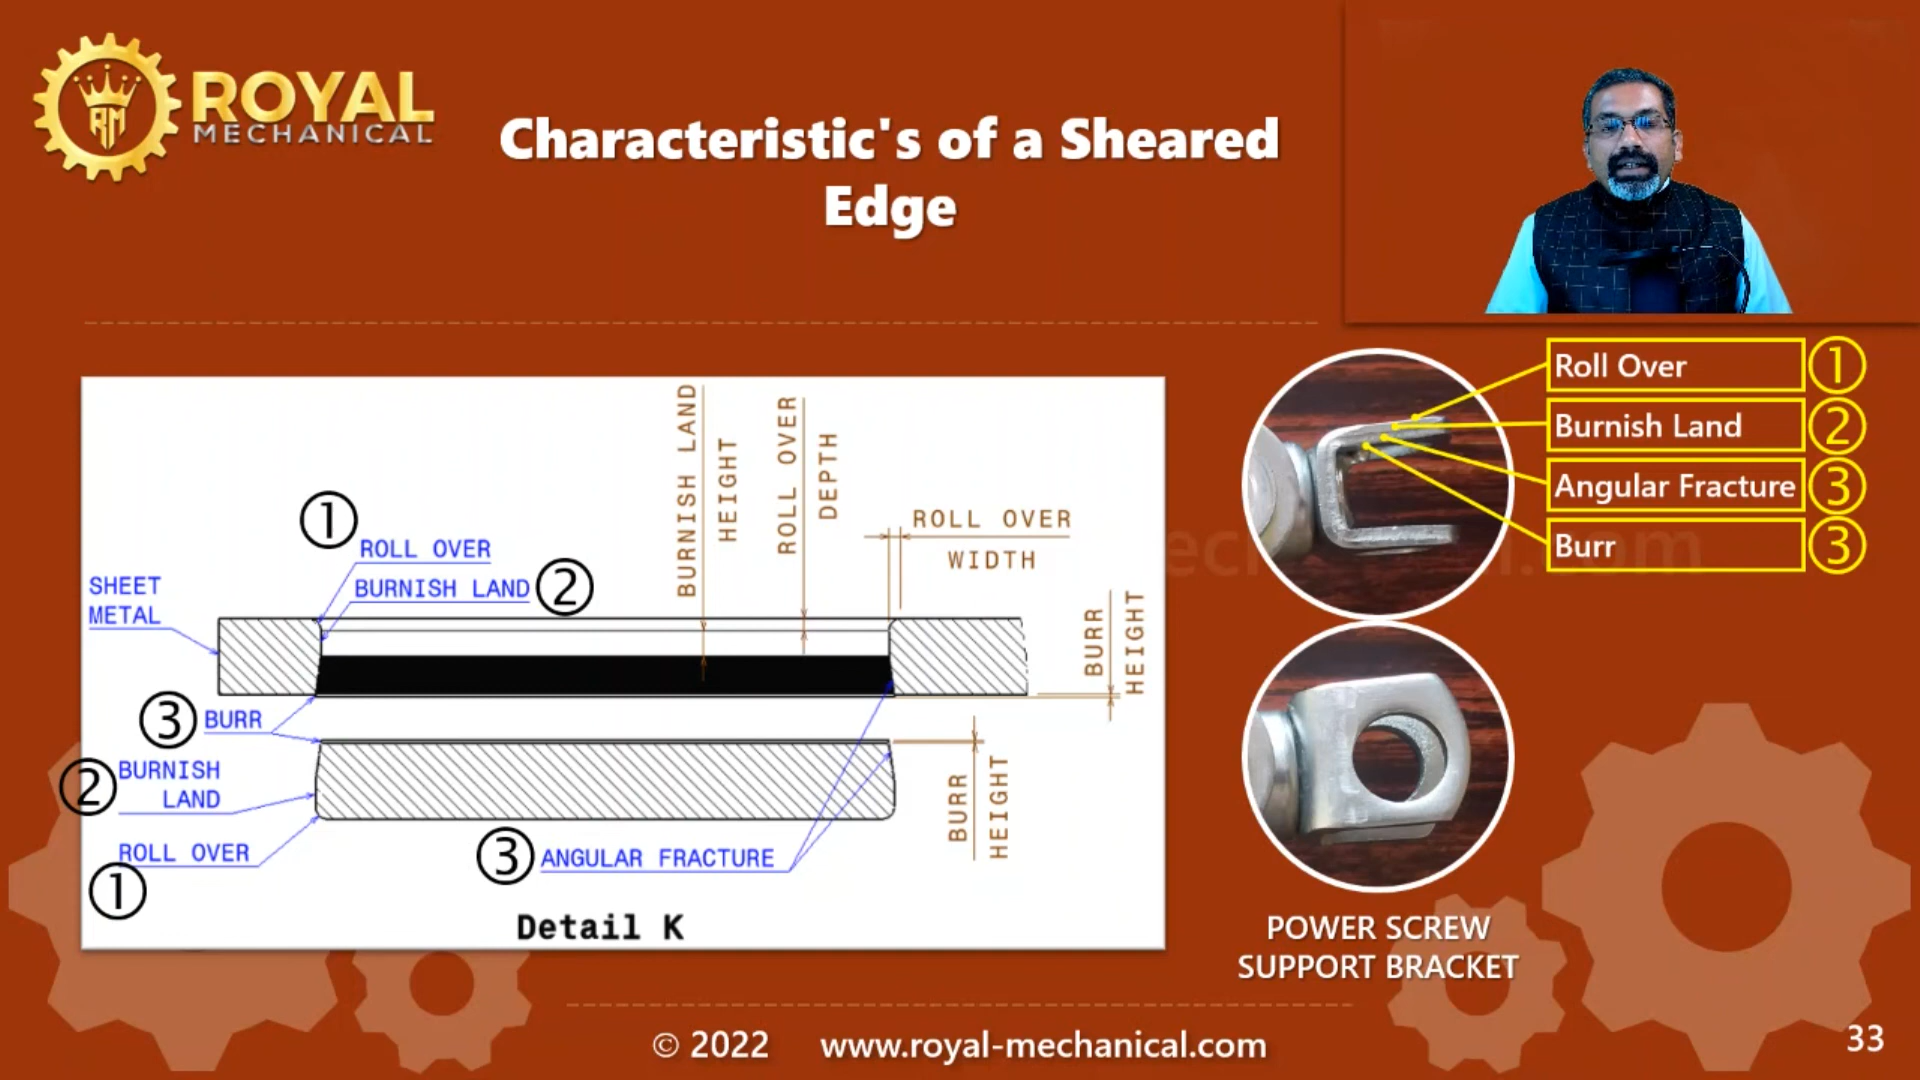 ROYAL
MECHANICAL
RM
Characteristic's of a Sheared
Edge
Roll Over ①
Burnish Land ②
Angular Fracture ③
Burr ③
BURNISH LAND
HEIGHT
ROLL OVER
DEPTH
ROLL OVER
WIDTH
①
ROLL OVER
BURNISH LAND ②
SHEET
METAL
BURR
HEIGHT
③ BURR
② BURNISH
LAND
ROLL OVER
①
③ ANGULAR FRACTURE
BURR
HEIGHT
Detail K
POWER SCREW
SUPPORT BRACKET
© 2022 www.royal-mechanical.com
33